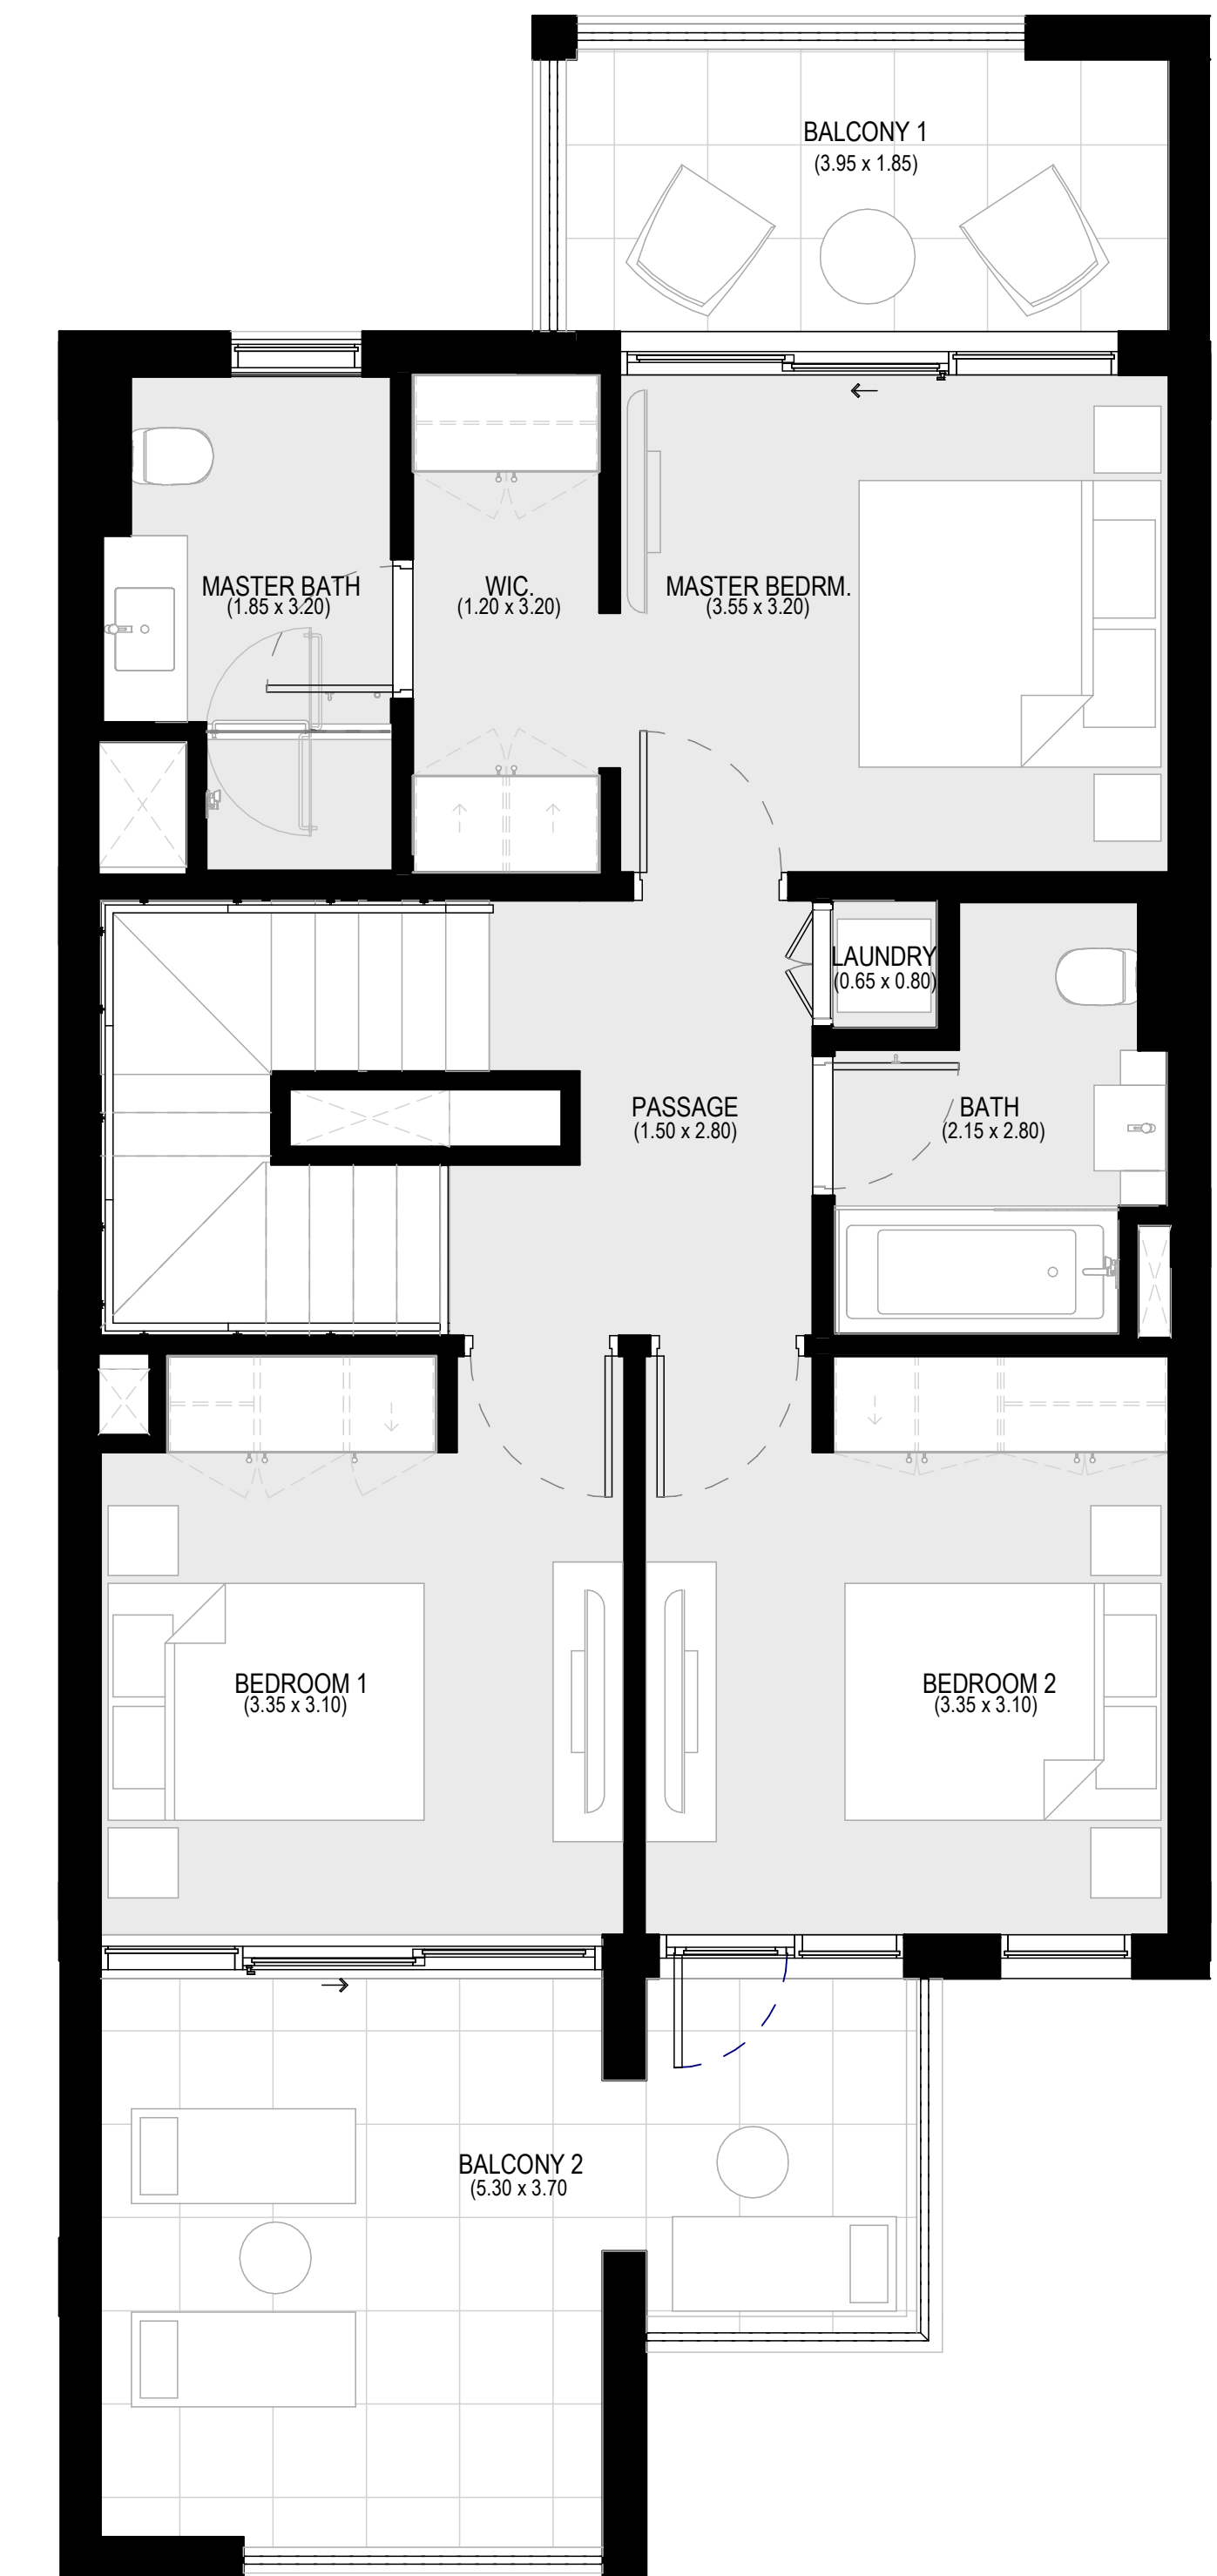 BALCONY 1
(3.95 x 1.85)
MASTER BATH
(1.85 x 3.20)
WIC.
(1.20 x 3.20)
MASTER BEDRM.
(3.55 x 3.20)
LAUNDRY
(0.65 x 0.80)
PASSAGE
(1.50 x 2.80)
BATH
(2.15 x 2.80)
BEDROOM 1
(3.35 x 3.10)
BEDROOM 2
(3.35 x 3.10)
BALCONY 2
(5.30 x 3.70